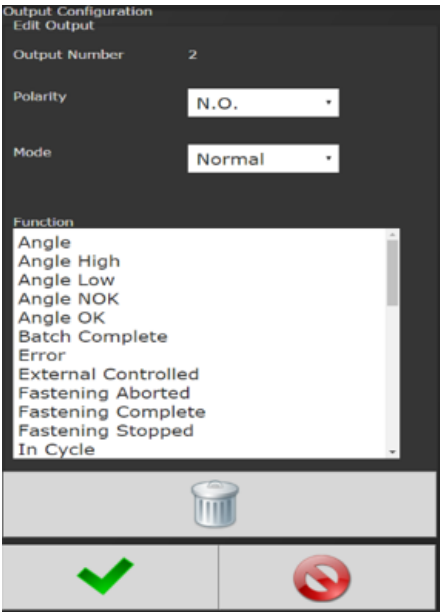 Output Configuration
Edit Output
Output Number 2
Polarity N.O.
Mode Normal
Function
Angle
Angle High
Angle Low
Angle NOK
Angle OK
Batch Complete
Error
External Controlled
Fastening Aborted
Fastening Complete
Fastening Stopped
In Cycle